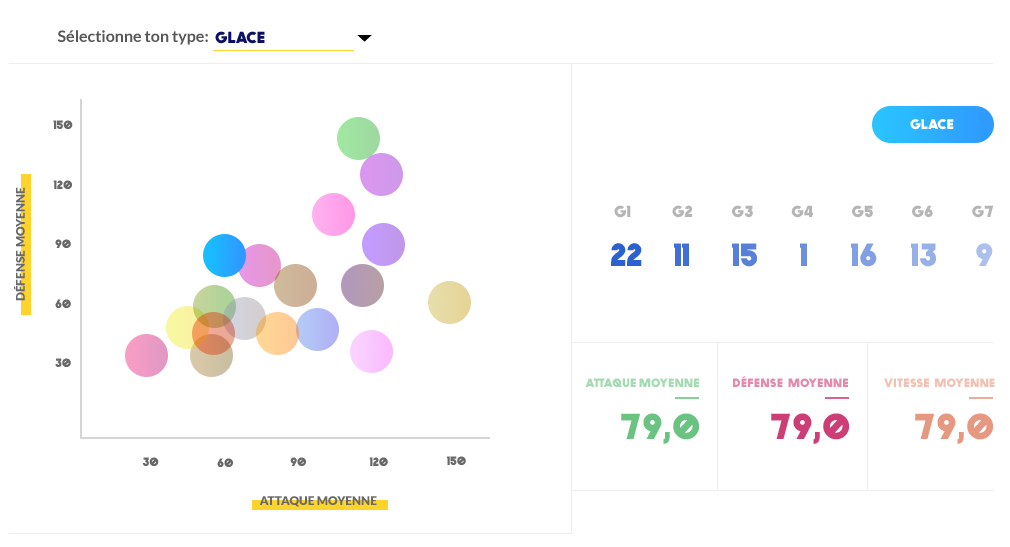 Sélectionne ton type: GLACE
GLACE
150
120
90
60
30
DÉFENSE MOYENNE
30 60 90 120 150
ATTAQUE MOYENNE
G1 G2 G3 G4 G5 G6 G7
22 11 15 1 16 13 9
ATTAQUE MOYENNE DÉFENSE MOYENNE VITESSE MOYENNE
79,0 79,0 79,0